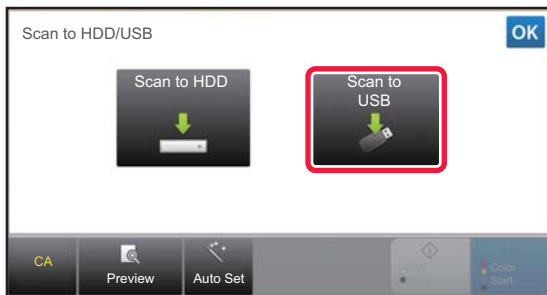 Scan to HDD/USB
OK
Scan to HDD
Scan to
USB
CA
Preview
Auto Set
B/W
Color
Start